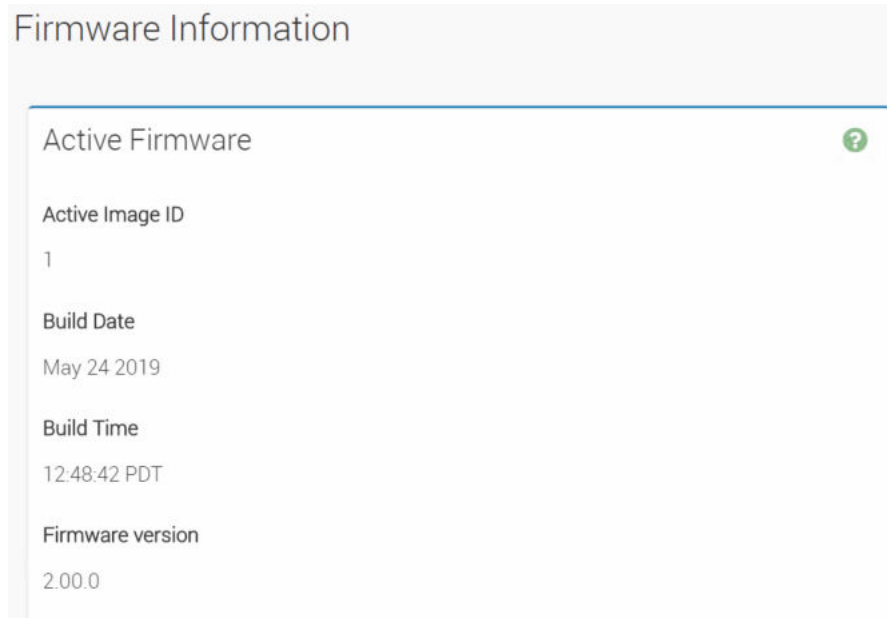 Firmware Information
Active Firmware
?
Active Image ID
1
Build Date
May 24 2019
Build Time
12:48:42 PDT
Firmware version
2.00.0